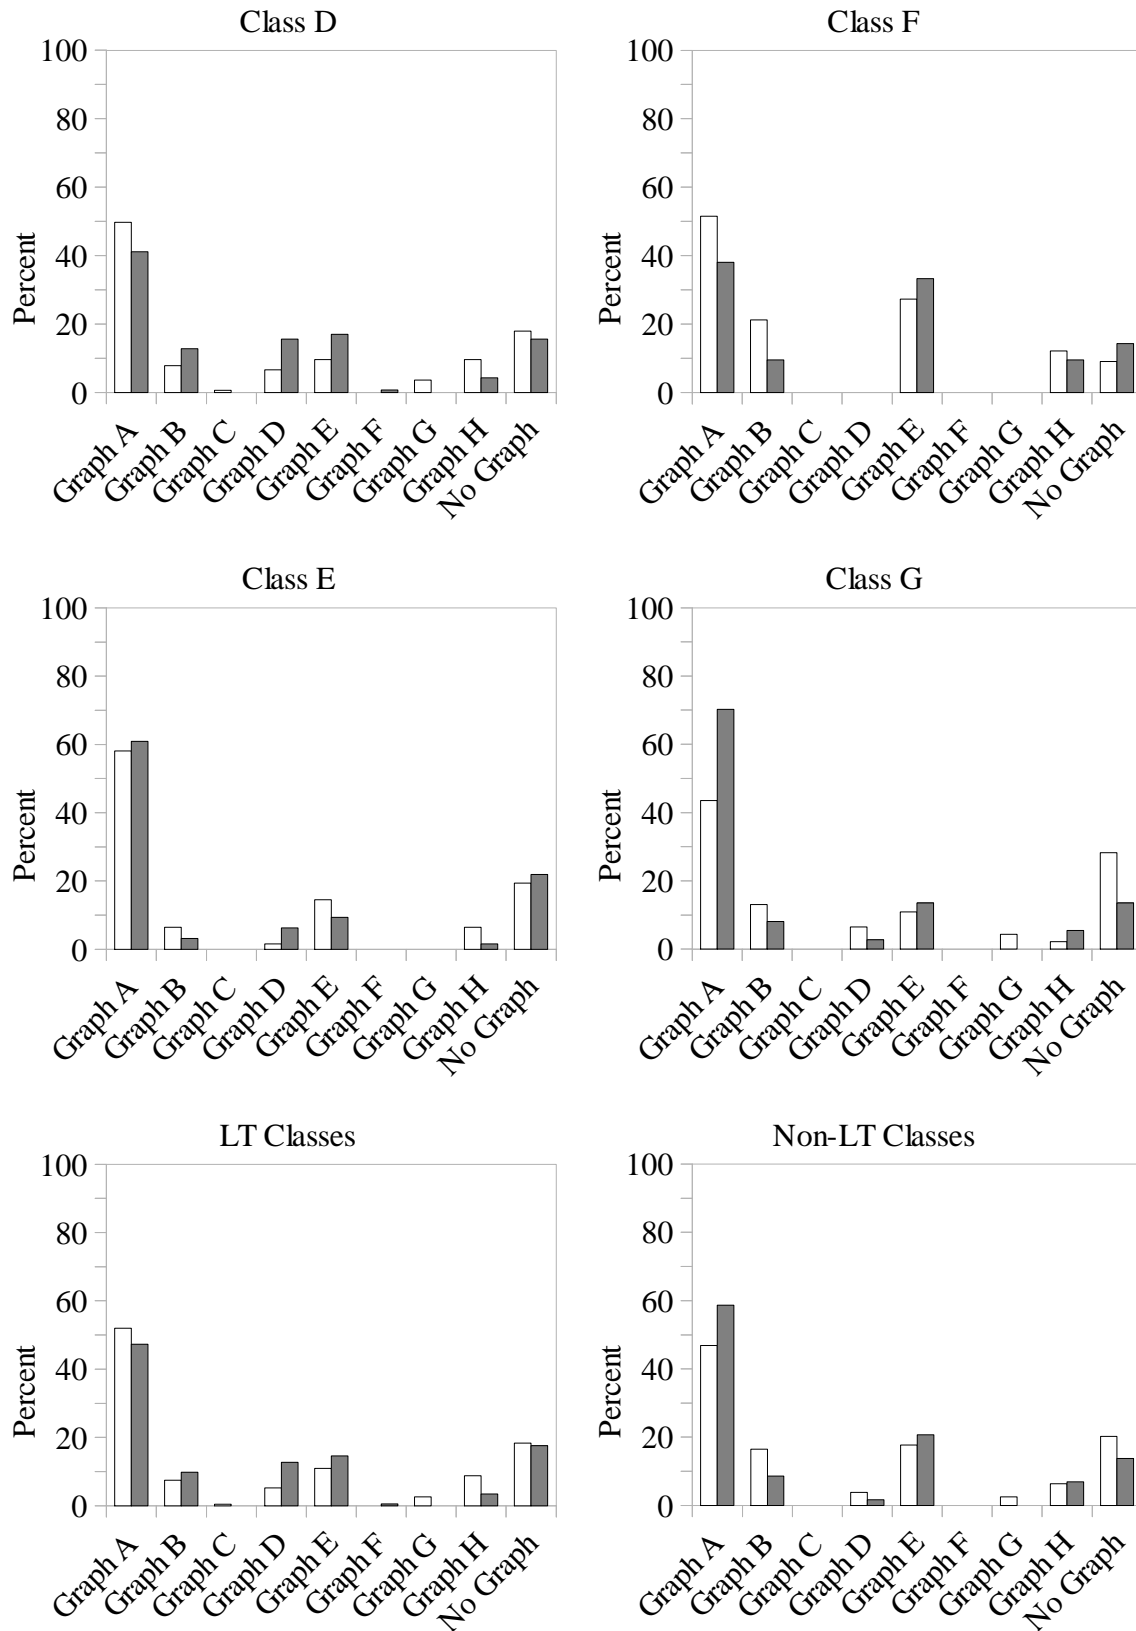 Class D
100
80
60
40
20
0
Percent
Graph A
Graph B
Graph C
Graph D
Graph E
Graph F
Graph G
Graph H
No Graph
Class F
100
80
60
40
20
0
Percent
Graph A
Graph B
Graph C
Graph D
Graph E
Graph F
Graph G
Graph H
No Graph
Class E
100
80
60
40
20
0
Percent
Graph A
Graph B
Graph C
Graph D
Graph E
Graph F
Graph G
Graph H
No Graph
Class G
100
80
60
40
20
0
Percent
Graph A
Graph B
Graph C
Graph D
Graph E
Graph F
Graph G
Graph H
No Graph
LT Classes
100
80
60
40
20
0
Percent
Graph A
Graph B
Graph C
Graph D
Graph E
Graph F
Graph G
Graph H
No Graph
Non-LT Classes
100
80
60
40
20
0
Percent
Graph A
Graph B
Graph C
Graph D
Graph E
Graph F
Graph G
Graph H
No Graph